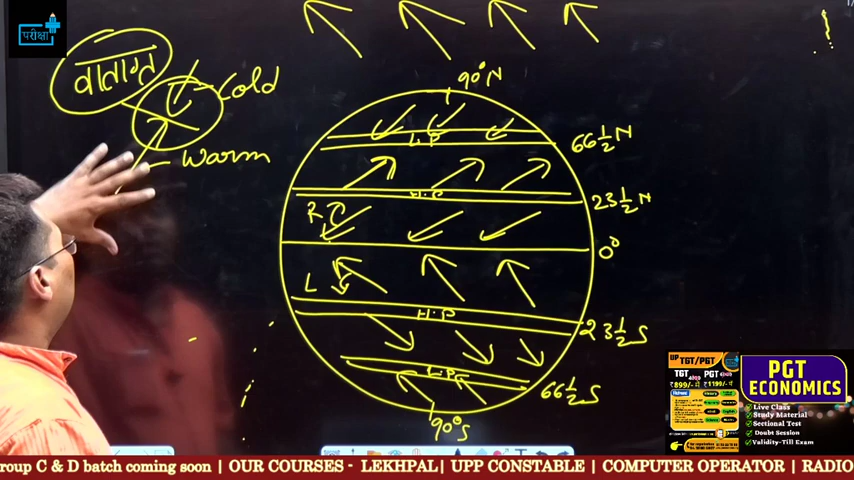 परीक्षा
वाताग्र
Cold
Warm
90°N
L.P
66½N
H.P
23½N
R
0°
L
H.P
23½S
L.P
66½S
90°S
UP TGT/PGT
TGT
PGT
₹899/-में
₹1199/-में
PGT
ECONOMICS
Live Class
Study Material
Sectional Test
Doubt Session
Validity-Till Exam
roup C & D batch coming soon | OUR COURSES - LEKHPAL| UPP CONSTABLE | COMPUTER OPERATOR | RADIO